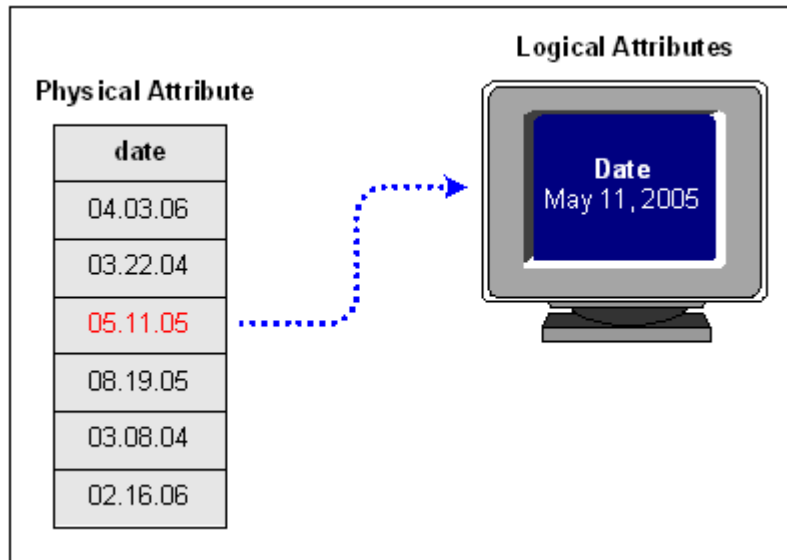 Physical Attribute
date
04.03.06
03.22.04
05.11.05
08.19.05
03.08.04
02.16.06
Logical Attributes
Date
May 11, 2005